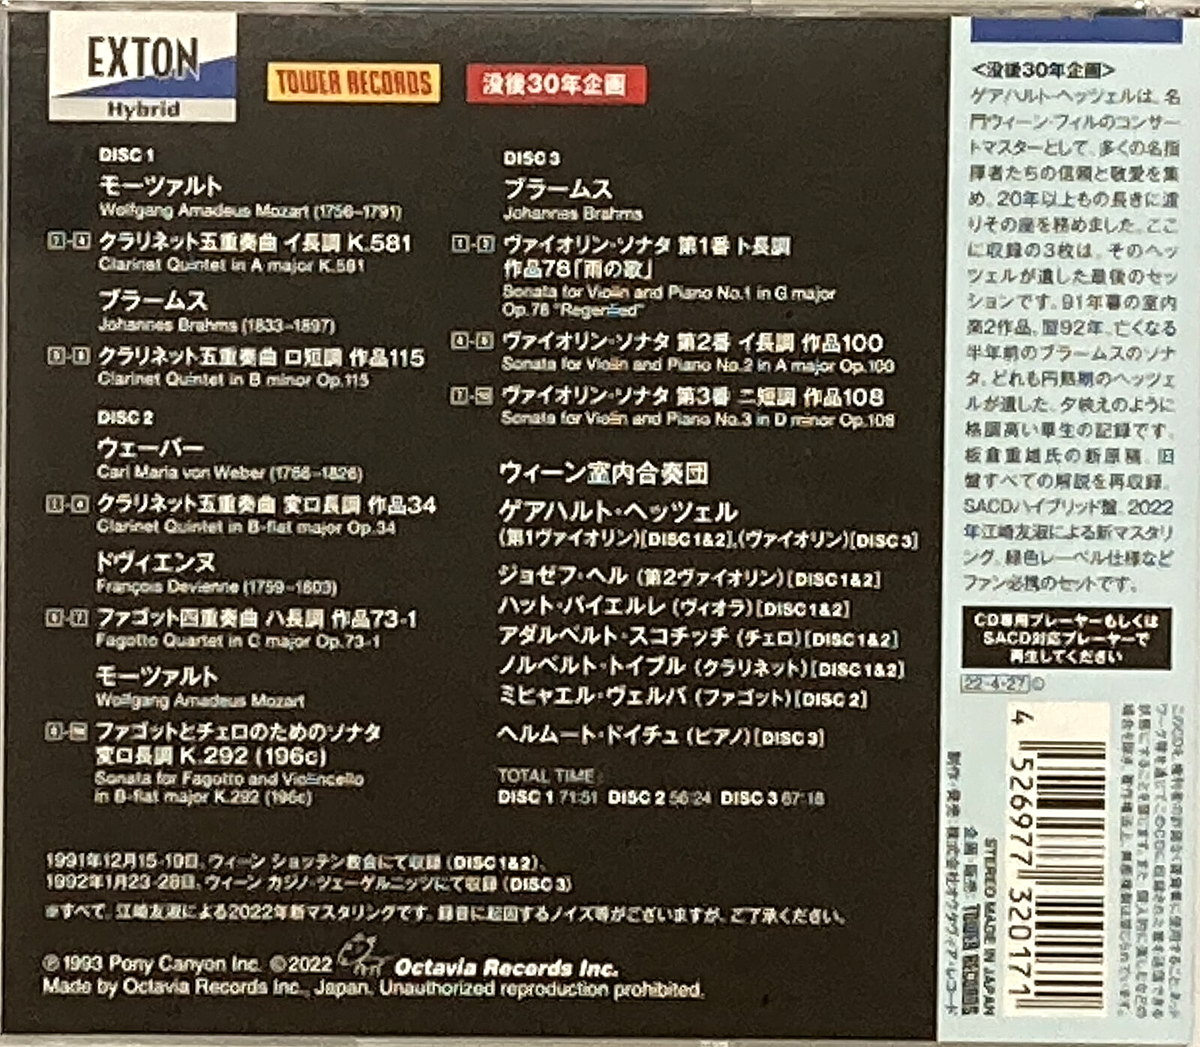 EXTON
Hybrid
TOWER RECORDS
没後30年企画
DISC 1
モーツァルト
Wolfgang Amadeus Mozart (1756–1791)
1-4 クラリネット五重奏曲 イ長調 K.581
Clarinet Quintet in A major K.581
ブラームス
Johannes Brahms (1833–1897)
5-8 クラリネット五重奏曲 ロ短調 作品115
Clarinet Quintet in B minor Op.115
DISC 2
ウェーバー
Carl Maria von Weber (1786–1826)
1-4 クラリネット五重奏曲 変ロ長調 作品34
Clarinet Quintet in B-flat major Op.34
ドヴィエンヌ
François Devienne (1759–1803)
5-7 ファゴット四重奏曲 ハ長調 作品73-1
Fagotto Quartet in C major Op.73-1
モーツァルト
Wolfgang Amadeus Mozart
8-10 ファゴットとチェロのためのソナタ
変ロ長調 K.292 (196c)
Sonata for Fagotto and Violoncello
in B-flat major K.292 (196c)
DISC 3
ブラームス
Johannes Brahms
1-3 ヴァイオリン・ソナタ 第1番 ト長調
作品78「雨の歌」
Sonata for Violin and Piano No.1 in G major
Op.78 "Regenlied"
4-6 ヴァイオリン・ソナタ 第2番 イ長調 作品100
Sonata for Violin and Piano No.2 in A major Op.100
7-10 ヴァイオリン・ソナタ 第3番 ニ短調 作品108
Sonata for Violin and Piano No.3 in D minor Op.108
ウィーン室内合奏団
ゲアハルト・ヘッツェル
(第1ヴァイオリン)[DISC 1&2],(ヴァイオリン)[DISC 3]
ジョゼフ・ヘル (第2ヴァイオリン) [DISC 1&2]
ハット・バイエルレ (ヴィオラ) [DISC 1&2]
アダルベルト・スコチッチ (チェロ) [DISC 1&2]
ノルベルト・トイブル (クラリネット) [DISC 1&2]
ミヒャエル・ヴェルバ (ファゴット) [DISC 2]
ヘルムート・ドイチュ (ピアノ) [DISC 3]
TOTAL TIME :
DISC 1 71:51 DISC 2 56:24 DISC 3 67:18
1991年12月15-19日、ウィーン ショッテン教会にて収録 (DISC 1&2)、
1992年1月23-28日、ウィーン カジノ・ツェーゲルニッツにて収録 (DISC 3)
※すべて、江崎友淑による2022年新マスタリングです。録音に起因するノイズ等がございますが、ご了承ください。
℗1993 Pony Canyon Inc. ©2022 Octavia Records Inc.
Made by Octavia Records Inc., Japan. Unauthorized reproduction prohibited.
<没後30年企画>
ゲアハルト・ヘッツェルは、名
門ウィーン・フィルのコンサー
トマスターとして、多くの名指
揮者たちの信頼と敬愛を集
め、20年以上もの長きに渡
りその座を務めました。ここ
に収録の3枚は、そのヘッ
ツェルが遺した最後のセッ
ションです。91年暮の室内
楽2作品、翌92年、亡くなる
半年前のブラームスのソナ
タ。どれも円熟期のヘッツェ
ルが遺した、夕映えのように
格調高い畢生の記録です。
板倉重雄氏の新原稿、旧
盤すべての解説を再収録。
SACDハイブリッド盤。2022
年江崎友淑による新マスタリ
ング。緑色レーベル仕様など
ファン必携のセットです。
CD専用プレーヤーもしくは
SACD対応プレーヤーで
再生してください
22-4-27
4 526977 320171
STEREO MADE IN JAPAN
企画・販売: TOWER RECORDS
制作・発売: 株式会社オクタヴィア・レコード